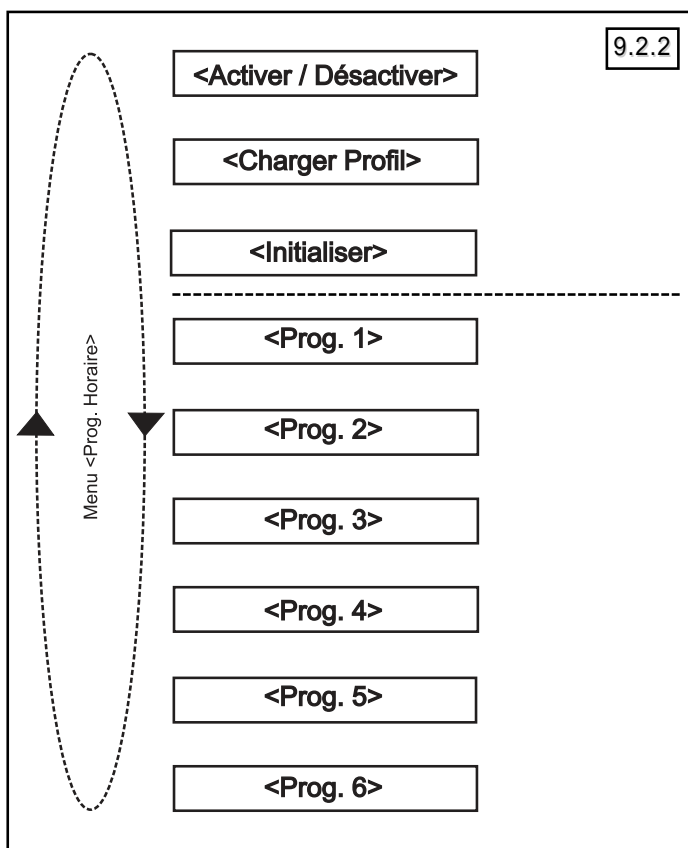 9.2.2
<Activer / Désactiver>
<Charger Profil>
<Initialiser>
Menu <Prog. Horaire>
<Prog. 1>
<Prog. 2>
<Prog. 3>
<Prog. 4>
<Prog. 5>
<Prog. 6>